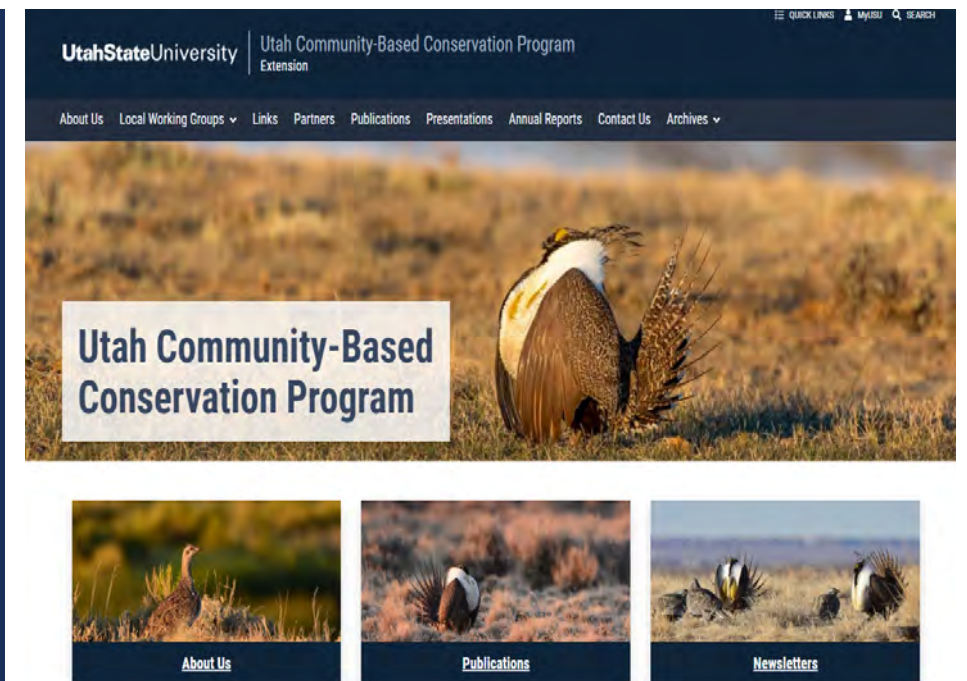 QUICK LINKS MyUSU SEARCH
UtahStateUniversity
Utah Community-Based Conservation Program
Extension
About Us Local Working Groups Links Partners Publications Presentations Annual Reports Contact Us Archives
Utah Community-Based
Conservation Program
About Us
Publications
Newsletters